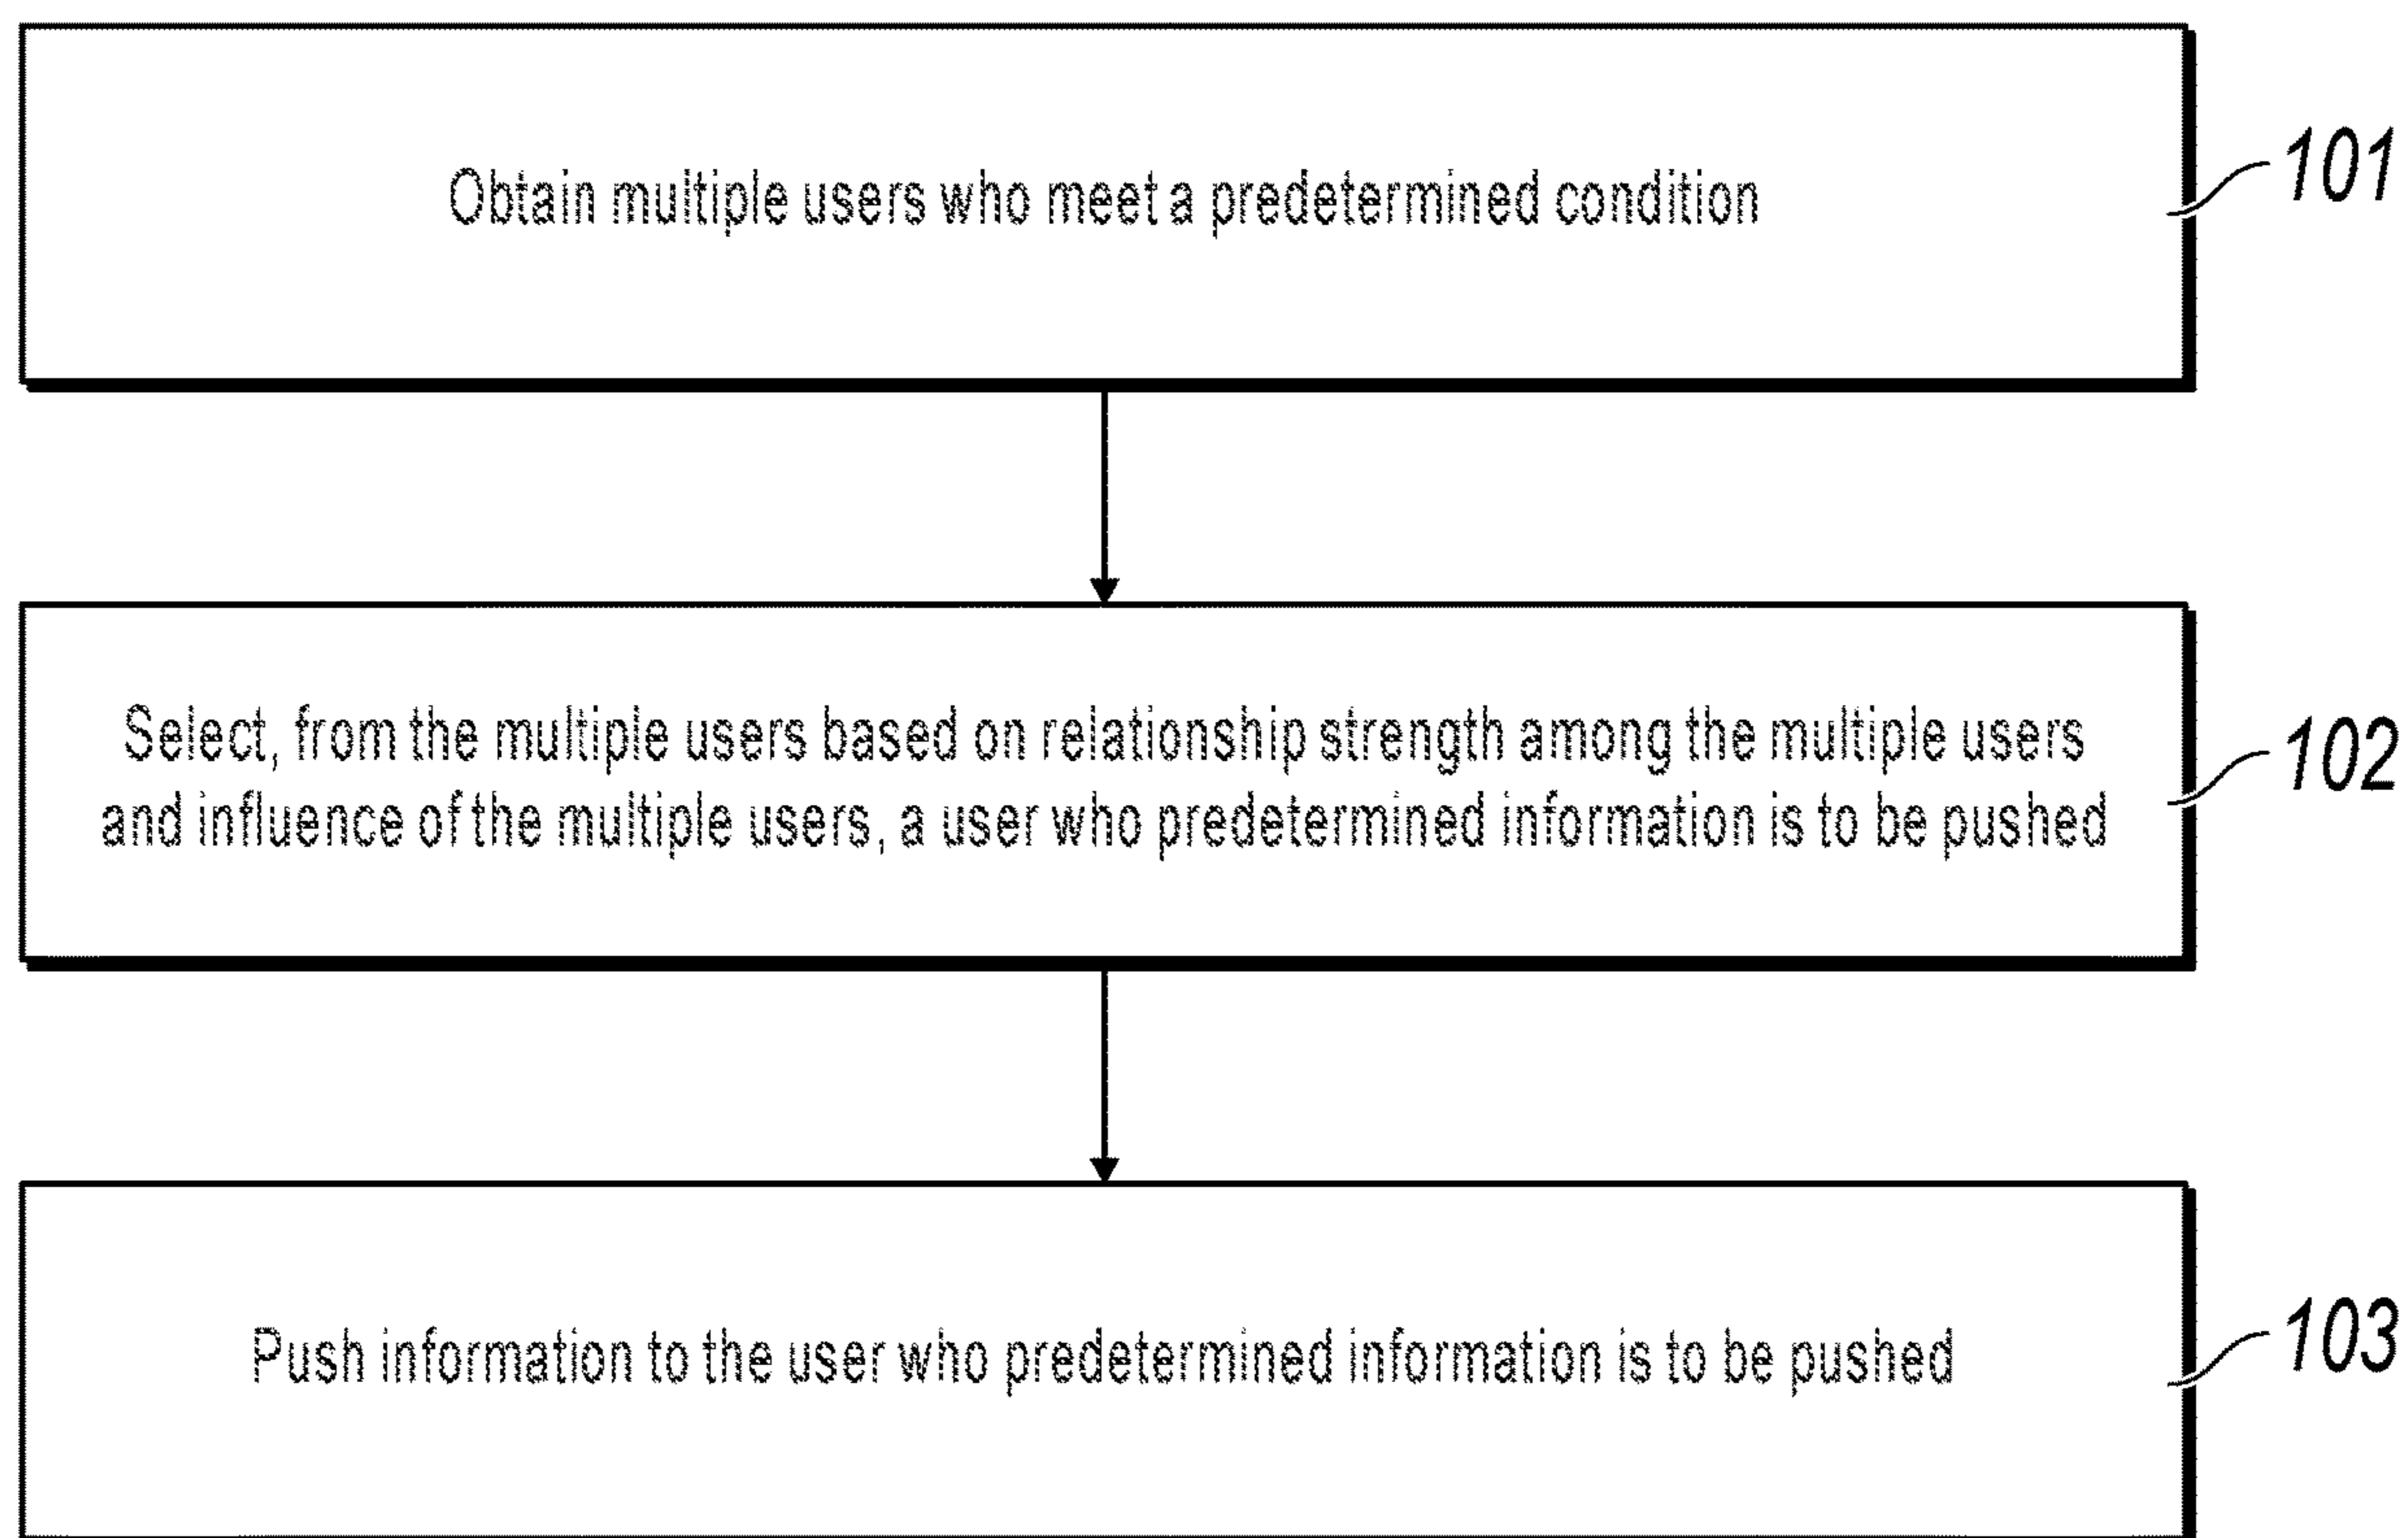 Obtain multiple users who meet a predetermined condition
101
Select, from the multiple users based on relationship strength among the multiple users
and influence of the multiple users, a user who predetermined information is to be pushed
102
Push information to the user who predetermined information is to be pushed
103